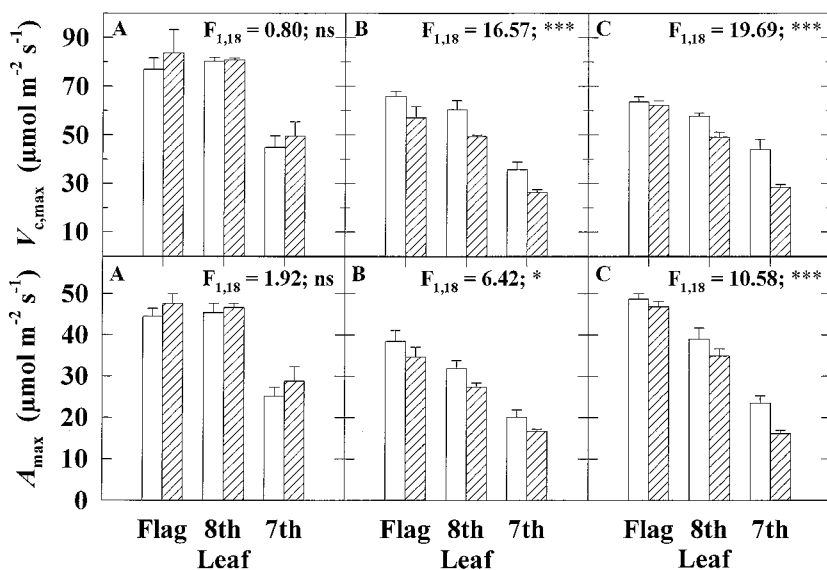 A F1,18 = 0.80; ns
B F1,18 = 16.57; ***
C F1,18 = 19.69; ***
Vc,max (μmol m⁻² s⁻¹)
90
70
50
30
10
A F1,18 = 1.92; ns
B F1,18 = 6.42; *
C F1,18 = 10.58; ***
Amax (μmol m⁻² s⁻¹)
50
40
30
20
10
0
Flag 8th 7th
Leaf
Flag 8th 7th
Leaf
Flag 8th 7th
Leaf